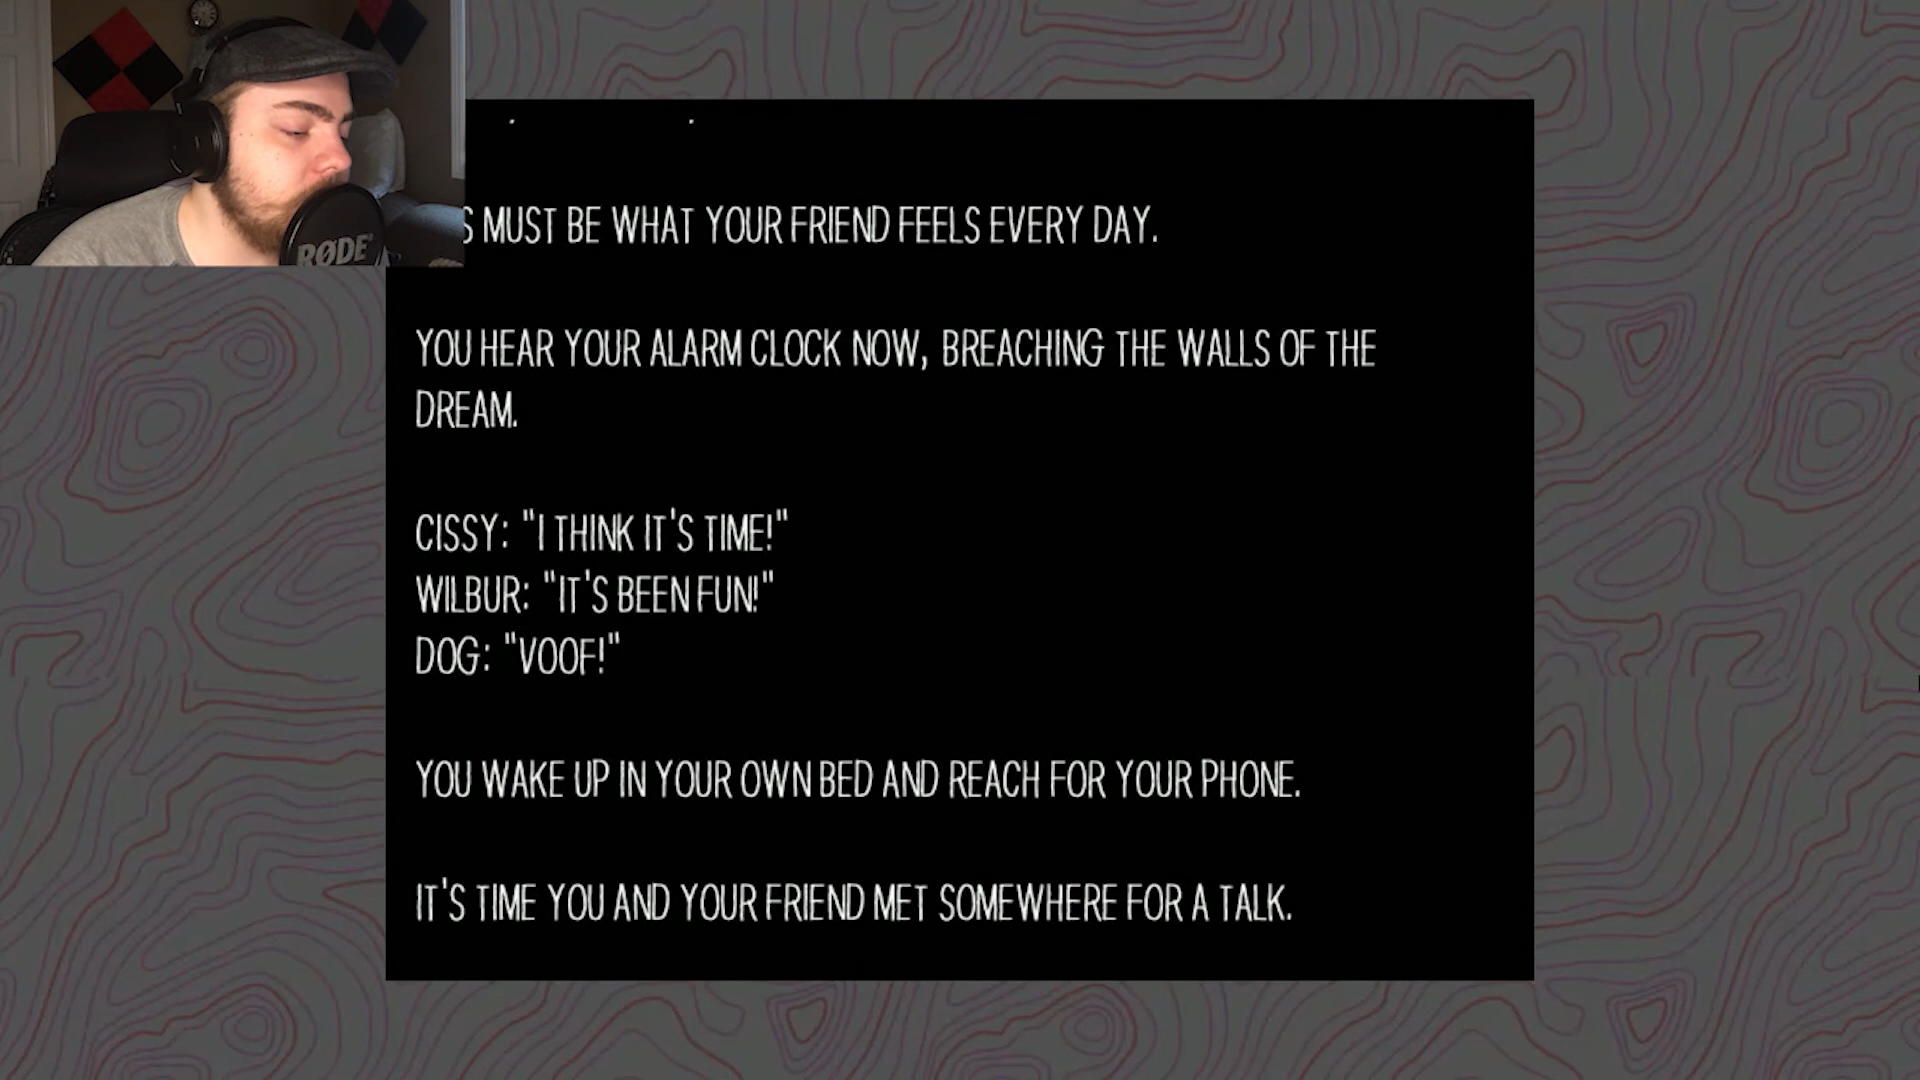 RØDE
MUST BE WHAT YOUR FRIEND FEELS EVERY DAY.
YOU HEAR YOUR ALARM CLOCK NOW, BREACHING THE WALLS OF THE
DREAM.
CISSY: "I THINK IT'S TIME!"
WILBUR: "IT'S BEEN FUN!"
DOG: "VOOF!"
YOU WAKE UP IN YOUR OWN BED AND REACH FOR YOUR PHONE.
IT'S TIME YOU AND YOUR FRIEND MET SOMEWHERE FOR A TALK.